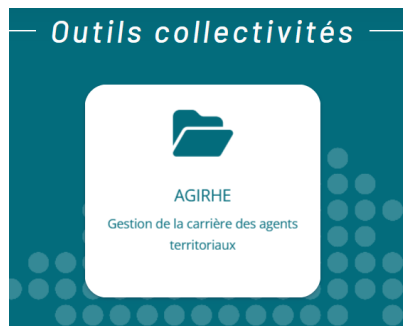 Outils collectivités
AGIRHE
Gestion de la carrière des agents
territoriaux